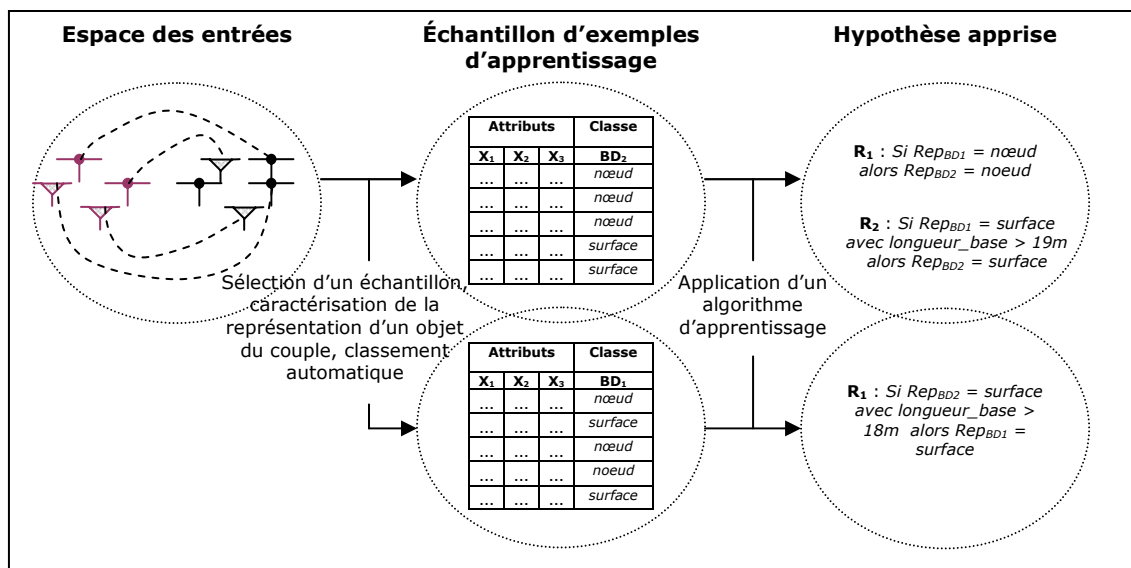 Espace des entrées
Échantillon d’exemples
d’apprentissage
Hypothèse apprise
Attributs Classe
X1 X2 X3 BD2
... ... ... nœud
... ... ... nœud
... ... ... nœud
... ... ... surface
... ... ... surface
R1 : Si RepBD1 = nœud
alors RepBD2 = noeud
R2 : Si RepBD1 = surface
avec longueur_base > 19m
alors RepBD2 = surface
Sélection d’un échantillon,
caractérisation de la
représentation d’un objet
du couple, classement
automatique
Application d’un
algorithme
d’apprentissage
Attributs Classe
X1 X2 X3 BD1
... ... ... nœud
... ... ... surface
... ... ... nœud
... ... ... noeud
... ... ... surface
R1 : Si RepBD2 = surface
avec longueur_base >
18m alors RepBD1 =
surface